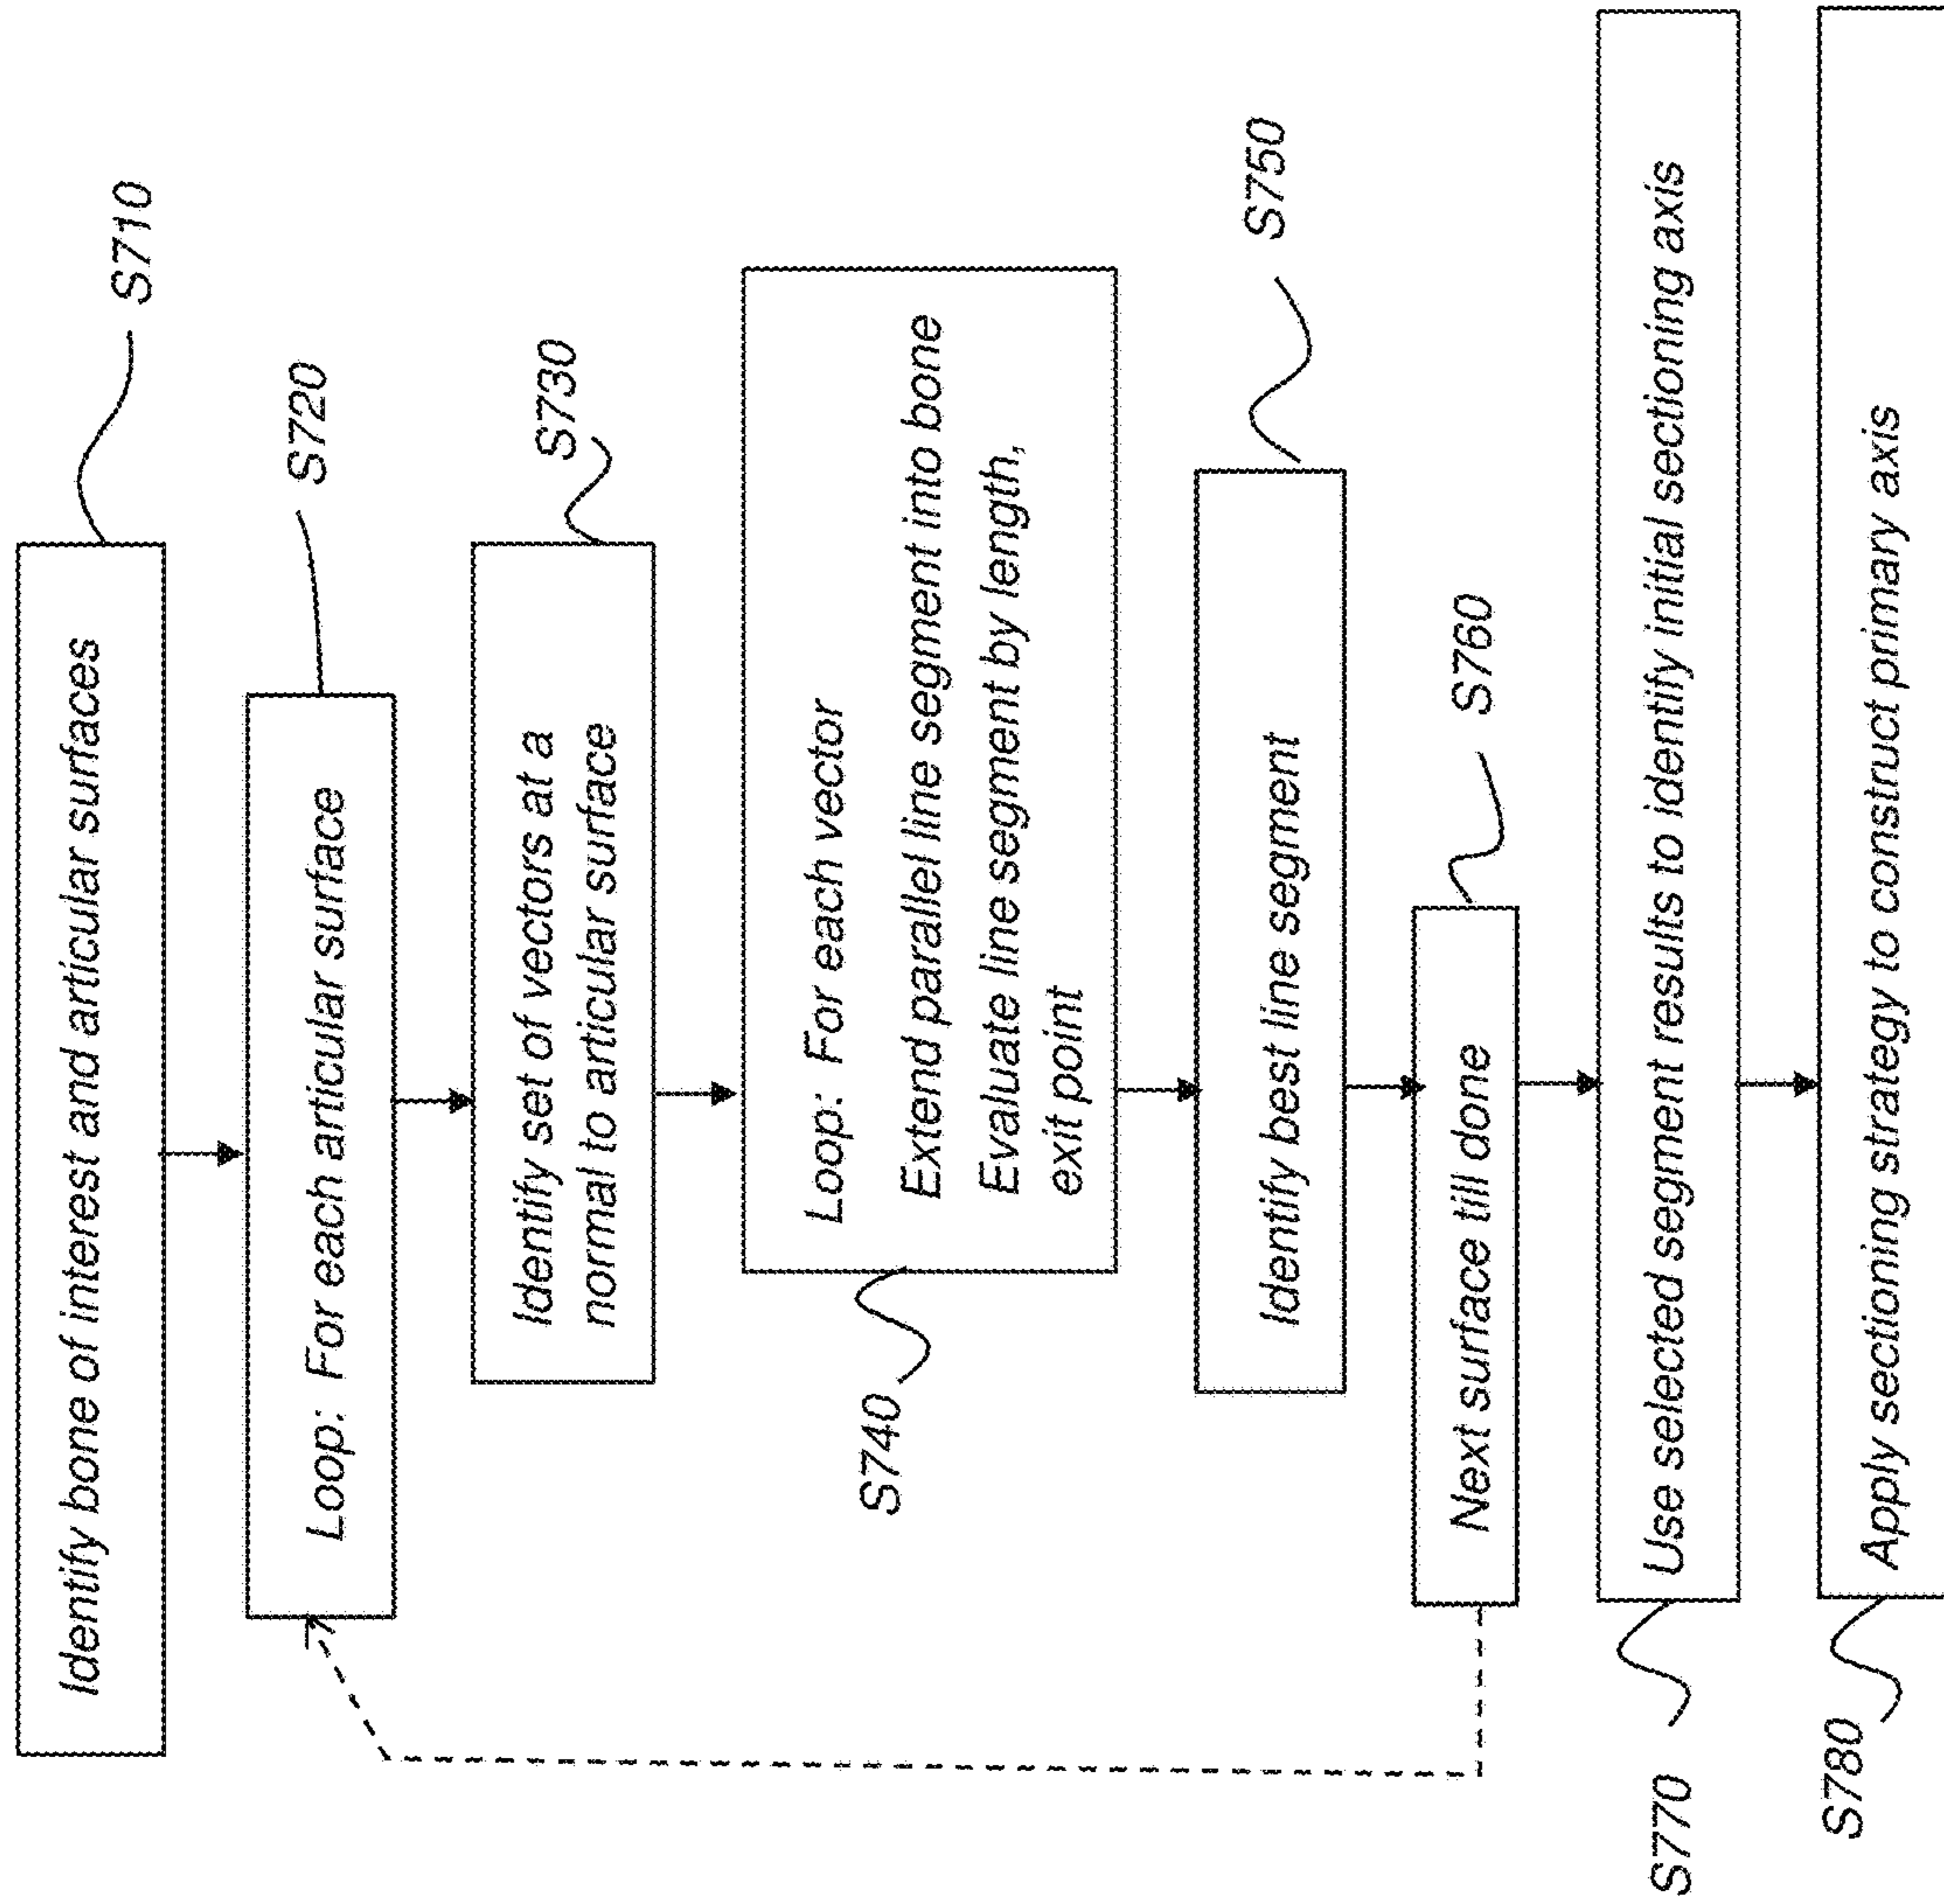 Identify bone of interest and articular surfaces
S710
Loop: For each articular surface
S720
Identify set of vectors at a
normal to articular surface
S730
Loop: For each vector
Extend parallel line segment into bone
Evaluate line segment by length,
exit point
S740
Identify best line segment
S750
Next surface till done
S760
Use selected segment results to identify initial sectioning axis
S770
Apply sectioning strategy to construct primary axis
S780